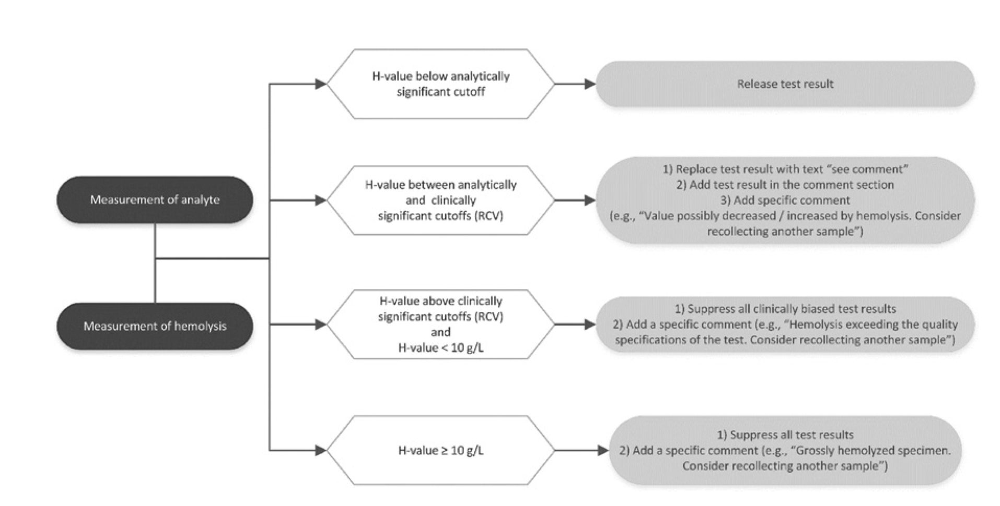 Measurement of analyte
Measurement of hemolysis
H-value below analytically
significant cutoff
Release test result
H-value between analytically
and clinically
significant cutoffs (RCV)
1) Replace test result with text “see comment”
2) Add test result in the comment section
3) Add specific comment
(e.g., “Value possibly decreased / increased by hemolysis. Consider
recollecting another sample”)
H-value above clinically
significant cutoffs (RCV)
and
H-value < 10 g/L
1) Suppress all clinically biased test results
2) Add a specific comment (e.g., “Hemolysis exceeding the quality
specifications of the test. Consider recollecting another sample”)
H-value ≥ 10 g/L
1) Suppress all test results
2) Add a specific comment (e.g., “Grossly hemolyzed specimen.
Consider recollecting another sample”)